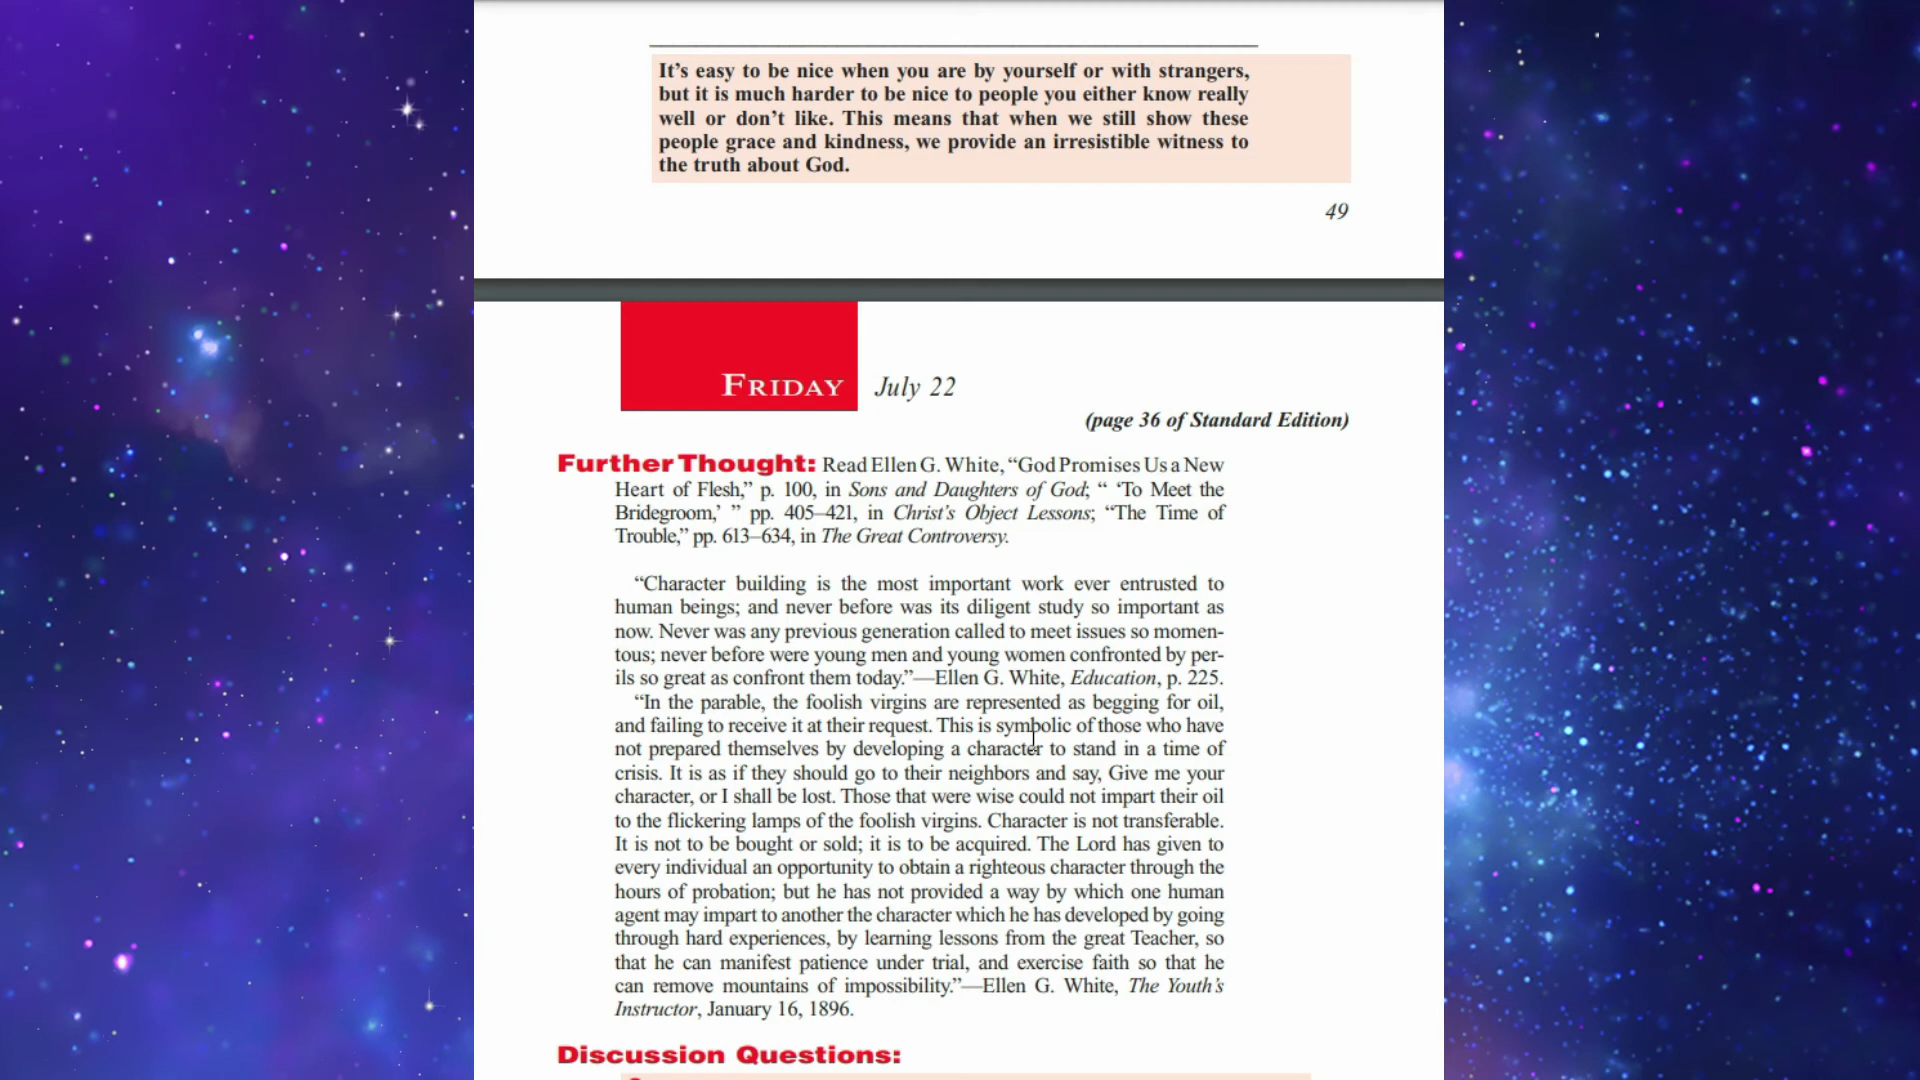 It’s easy to be nice when you are by yourself or with strangers,
but it is much harder to be nice to people you either know really
well or don’t like. This means that when we still show these
people grace and kindness, we provide an irresistible witness to
the truth about God.
49
FRIDAY July 22
(page 36 of Standard Edition)
Further Thought: Read Ellen G. White, “God Promises Us a New
Heart of Flesh,” p. 100, in Sons and Daughters of God; “ ‘To Meet the
Bridegroom,’ ” pp. 405–421, in Christ’s Object Lessons; “The Time of
Trouble,” pp. 613–634, in The Great Controversy.
“Character building is the most important work ever entrusted to
human beings; and never before was its diligent study so important as
now. Never was any previous generation called to meet issues so momen-
tous; never before were young men and young women confronted by per-
ils so great as confront them today.”—Ellen G. White, Education, p. 225.
“In the parable, the foolish virgins are represented as begging for oil,
and failing to receive it at their request. This is symbolic of those who have
not prepared themselves by developing a character to stand in a time of
crisis. It is as if they should go to their neighbors and say, Give me your
character, or I shall be lost. Those that were wise could not impart their oil
to the flickering lamps of the foolish virgins. Character is not transferable.
It is not to be bought or sold; it is to be acquired. The Lord has given to
every individual an opportunity to obtain a righteous character through the
hours of probation; but he has not provided a way by which one human
agent may impart to another the character which he has developed by going
through hard experiences, by learning lessons from the great Teacher, so
that he can manifest patience under trial, and exercise faith so that he
can remove mountains of impossibility.”—Ellen G. White, The Youth’s
Instructor, January 16, 1896.
Discussion Questions: